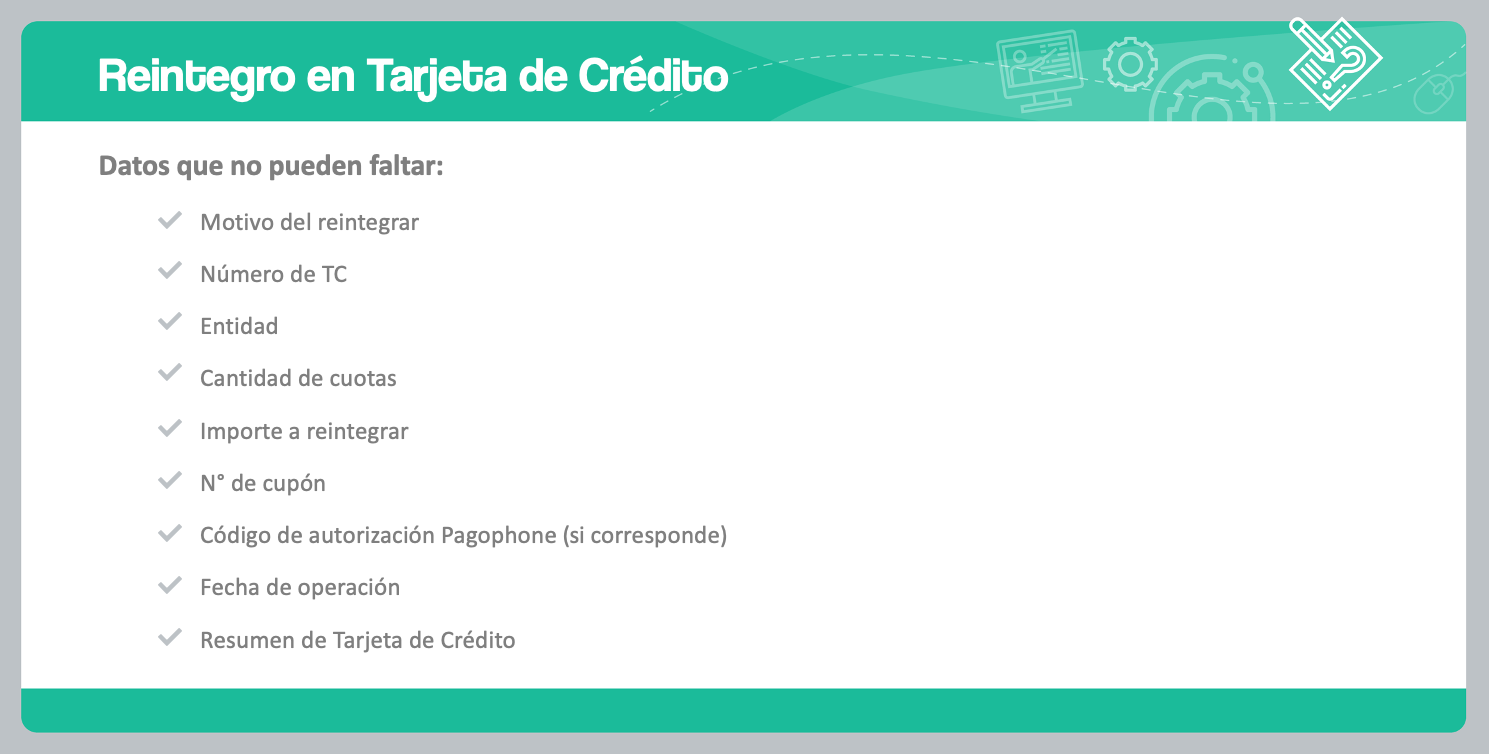 Reintegro en Tarjeta de Crédito
Datos que no pueden faltar:
Motivo del reintegrar
Número de TC
Entidad
Cantidad de cuotas
Importe a reintegrar
N° de cupón
Código de autorización Pagophone (si corresponde)
Fecha de operación
Resumen de Tarjeta de Crédito